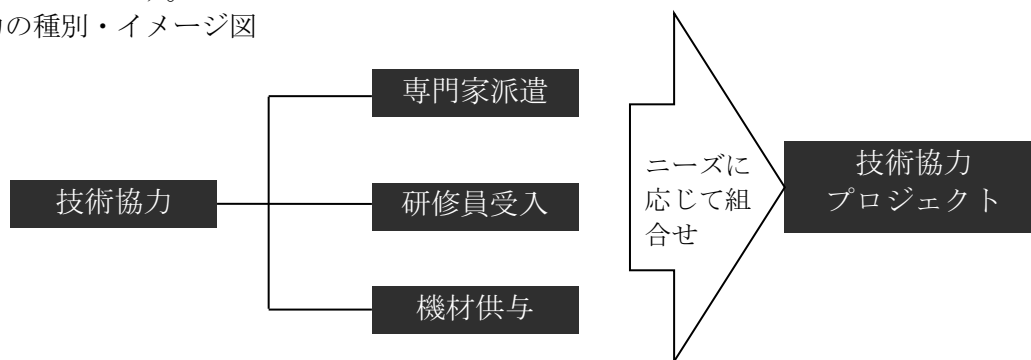 の種別・イメージ図
専門家派遣
技術協力
研修員受入
機材供与
ニーズに
応じて組
合せ
技術協力
プロジェクト